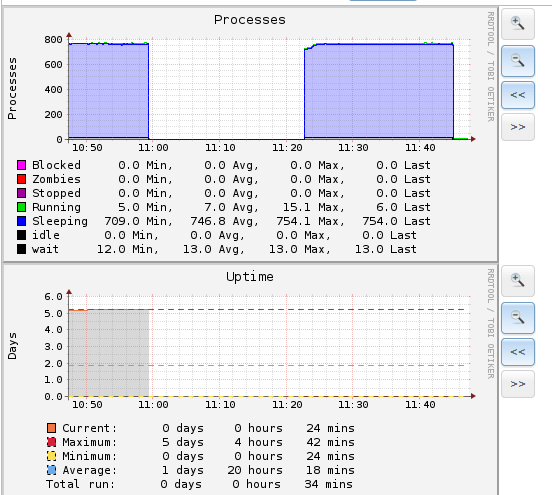 Processes
800
600
400
200
0
Processes
10:50 11:00 11:10 11:20 11:30 11:40
Blocked 0.0 Min, 0.0 Avg, 0.0 Max, 0.0 Last
Zombies 0.0 Min, 0.0 Avg, 0.0 Max, 0.0 Last
Stopped 0.0 Min, 0.0 Avg, 0.0 Max, 0.0 Last
Running 5.0 Min, 7.0 Avg, 15.1 Max, 6.0 Last
Sleeping 709.0 Min, 746.8 Avg, 754.1 Max, 754.0 Last
idle 0.0 Min, 0.0 Avg, 0.0 Max, 0.0 Last
wait 12.0 Min, 13.0 Avg, 13.0 Max, 13.0 Last
RRDTOOL / TOBI OETIKER
<<
>>
Uptime
6.0
5.0
4.0
3.0
2.0
1.0
0.0
Days
10:50 11:00 11:10 11:20 11:30 11:40
Current: 0 days 0 hours 24 mins
Maximum: 5 days 4 hours 42 mins
Minimum: 0 days 0 hours 24 mins
Average: 1 days 20 hours 18 mins
Total run: 0 days 0 hours 34 mins
RRDTOOL / TOBI OETIKER
<<
>>